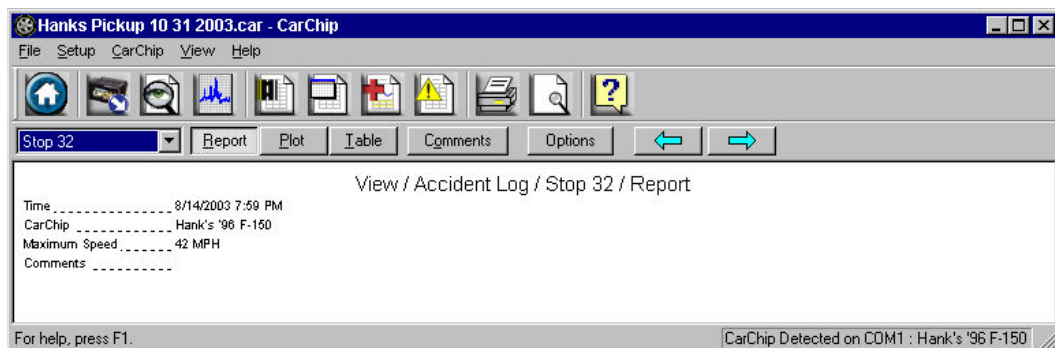 Hanks Pickup 10 31 2003.car - CarChip
File Setup CarChip View Help
Stop 32 Report Plot Table Comments Options
View / Accident Log / Stop 32 / Report
Time 8/14/2003 7:59 PM
CarChip Hank's '96 F-150
Maximum Speed 42 MPH
Comments
For help, press F1. CarChip Detected on COM1 : Hank's '96 F-150